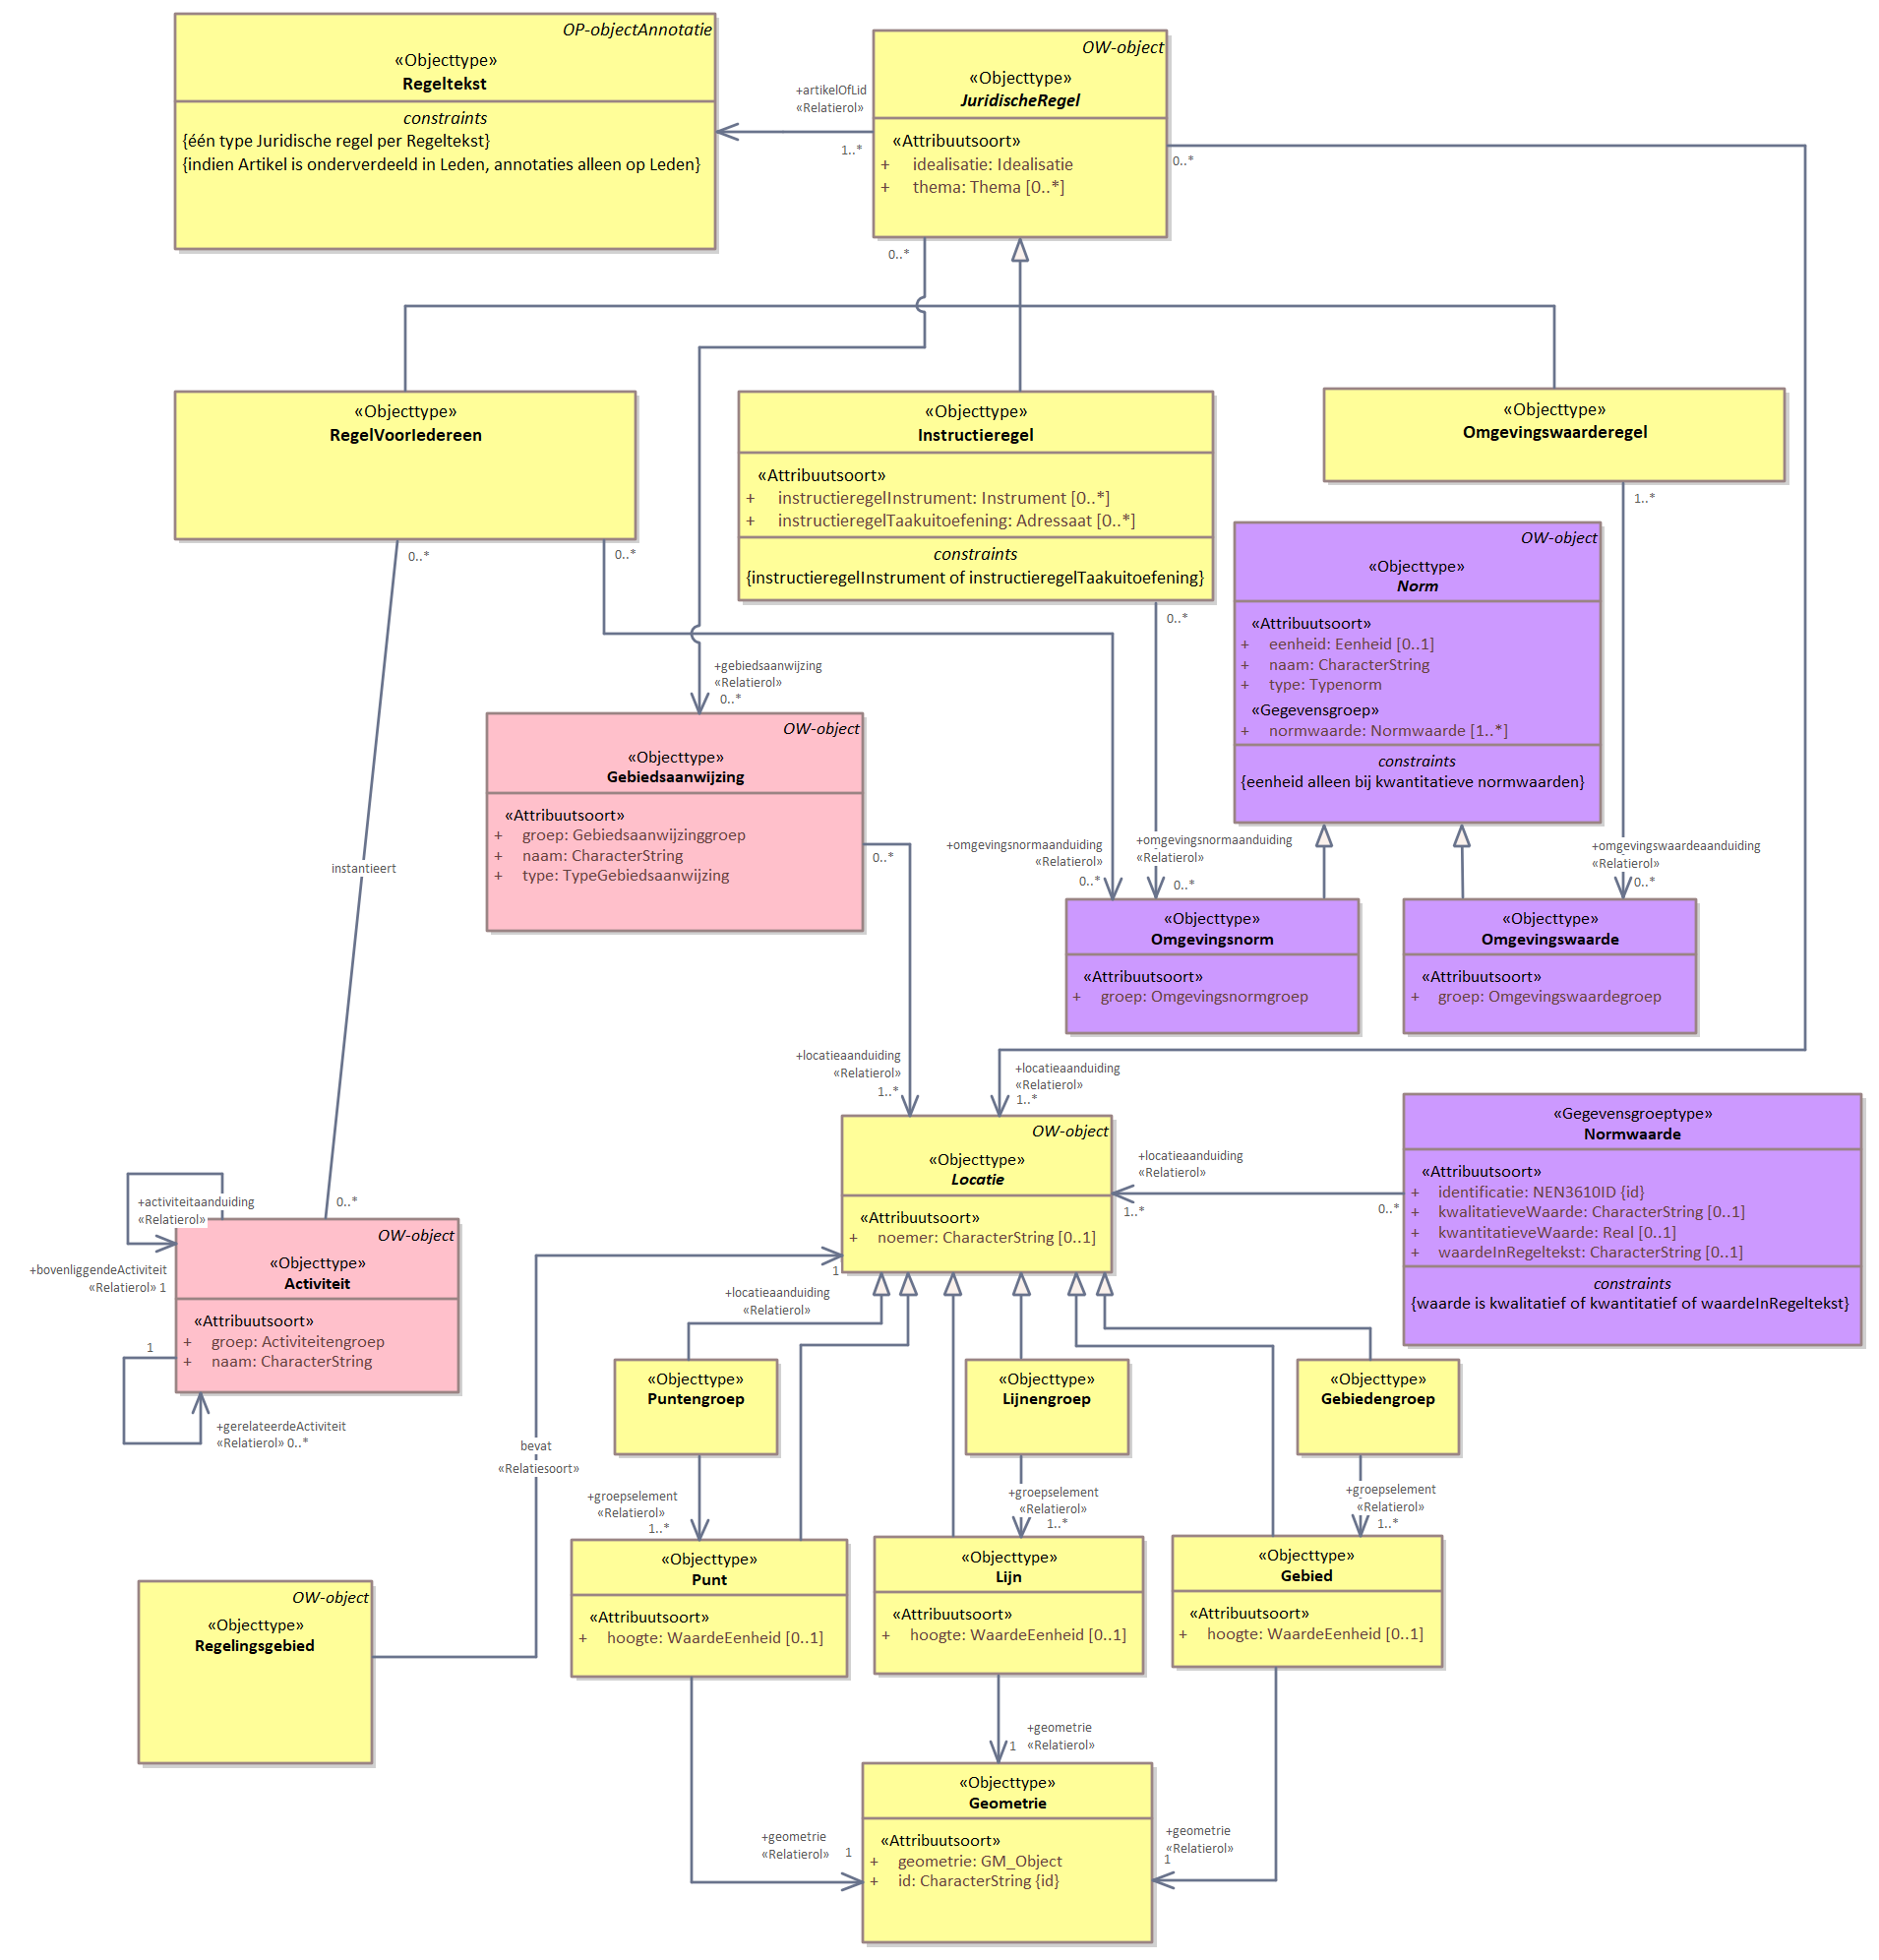 OP-objectAnnotatie
«Objecttype»
Regeltekst
constraints
{één type Juridische regel per Regeltekst}
{indien Artikel is onderverdeeld in Leden, annotaties alleen op Leden}
+artikelOfLid
«Relatierol»
1..*
OW-object
«Objecttype»
JuridischeRegel
«Attribuutsoort»
+ idealisatie: Idealisatie
+ thema: Thema [0..*]
0..*
0..*
«Objecttype»
RegelVoorIedereen
0..*
0..*
«Objecttype»
Instructieregel
«Attribuutsoort»
+ instructieregelInstrument: Instrument [0..*]
+ instructieregelTaakuitoefening: Adressaat [0..*]
constraints
{instructieregelInstrument of instructieregelTaakuitoefening}
0..*
«Objecttype»
Omgevingswaarderegel
1..*
OW-object
«Objecttype»
Norm
«Attribuutsoort»
+ eenheid: Eenheid [0..1]
+ naam: CharacterString
+ type: Typenorm
«Gegevensgroep»
+ normwaarde: Normwaarde [1..*]
constraints
{eenheid alleen bij kwantitatieve normwaarden}
+gebiedsaanwijzing
«Relatierol»
0..*
OW-object
«Objecttype»
Gebiedsaanwijzing
«Attribuutsoort»
+ groep: Gebiedsaanwijzinggroep
+ naam: CharacterString
+ type: TypeGebiedsaanwijzing
0..*
instantieert
+omgevingsnormaanduiding
«Relatierol»
0..*
+omgevingsnormaanduiding
«Relatierol»
0..*
+omgevingswaardeaanduiding
«Relatierol»
0..*
«Objecttype»
Omgevingsnorm
«Attribuutsoort»
+ groep: Omgevingsnormgroep
«Objecttype»
Omgevingswaarde
«Attribuutsoort»
+ groep: Omgevingswaardegroep
+locatieaanduiding
«Relatierol»
1..*
+locatieaanduiding
«Relatierol»
1..*
OW-object
«Objecttype»
Locatie
«Attribuutsoort»
+ noemer: CharacterString [0..1]
+locatieaanduiding
«Relatierol»
1..*
0..*
«Gegevensgroeptype»
Normwaarde
«Attribuutsoort»
+ identificatie: NEN3610ID {id}
+ kwalitatieveWaarde: CharacterString [0..1]
+ kwantitatieveWaarde: Real [0..1]
+ waardeInRegeltekst: CharacterString [0..1]
constraints
{waarde is kwalitatief of kwantitatief of waardeInRegeltekst}
0..*
+activiteitaanduiding
«Relatierol»
OW-object
«Objecttype»
Activiteit
«Attribuutsoort»
+ groep: Activiteitengroep
+ naam: CharacterString
+bovenliggendeActiviteit
«Relatierol» 1
1
+gerelateerdeActiviteit
«Relatierol» 0..*
1
+locatieaanduiding
«Relatierol»
bevat
«Relatiesoort»
«Objecttype»
Puntengroep
«Objecttype»
Lijnengroep
«Objecttype»
Gebiedengroep
+groepselement
«Relatierol»
1..*
+groepselement
«Relatierol»
1..*
+groepselement
«Relatierol»
1..*
«Objecttype»
Punt
«Attribuutsoort»
+ hoogte: WaardeEenheid [0..1]
«Objecttype»
Lijn
«Attribuutsoort»
+ hoogte: WaardeEenheid [0..1]
«Objecttype»
Gebied
«Attribuutsoort»
+ hoogte: WaardeEenheid [0..1]
OW-object
«Objecttype»
Regelingsgebied
+geometrie
«Relatierol»
1
+geometrie
«Relatierol»
1
+geometrie
«Relatierol»
1
«Objecttype»
Geometrie
«Attribuutsoort»
+ geometrie: GM_Object
+ id: CharacterString {id}